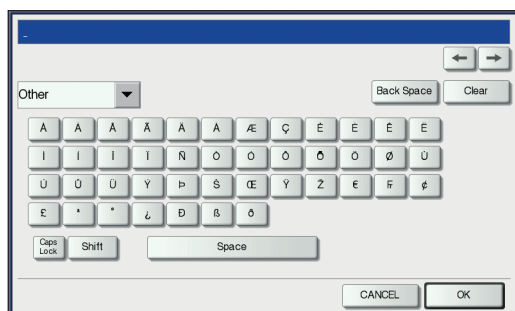 _
← →
Other Back Space Clear
À Á Â Ã Ä Å Æ Ç È É Ê Ë
Ì Í Î Ï Ñ Ò Ó Ô Õ Ö Ø Ù
Ú Û Ü Ý Þ Š Œ Ÿ Ž € ₣ ¢
£ ª º ¿ Ð ß ð
Caps Lock Shift Space
CANCEL OK